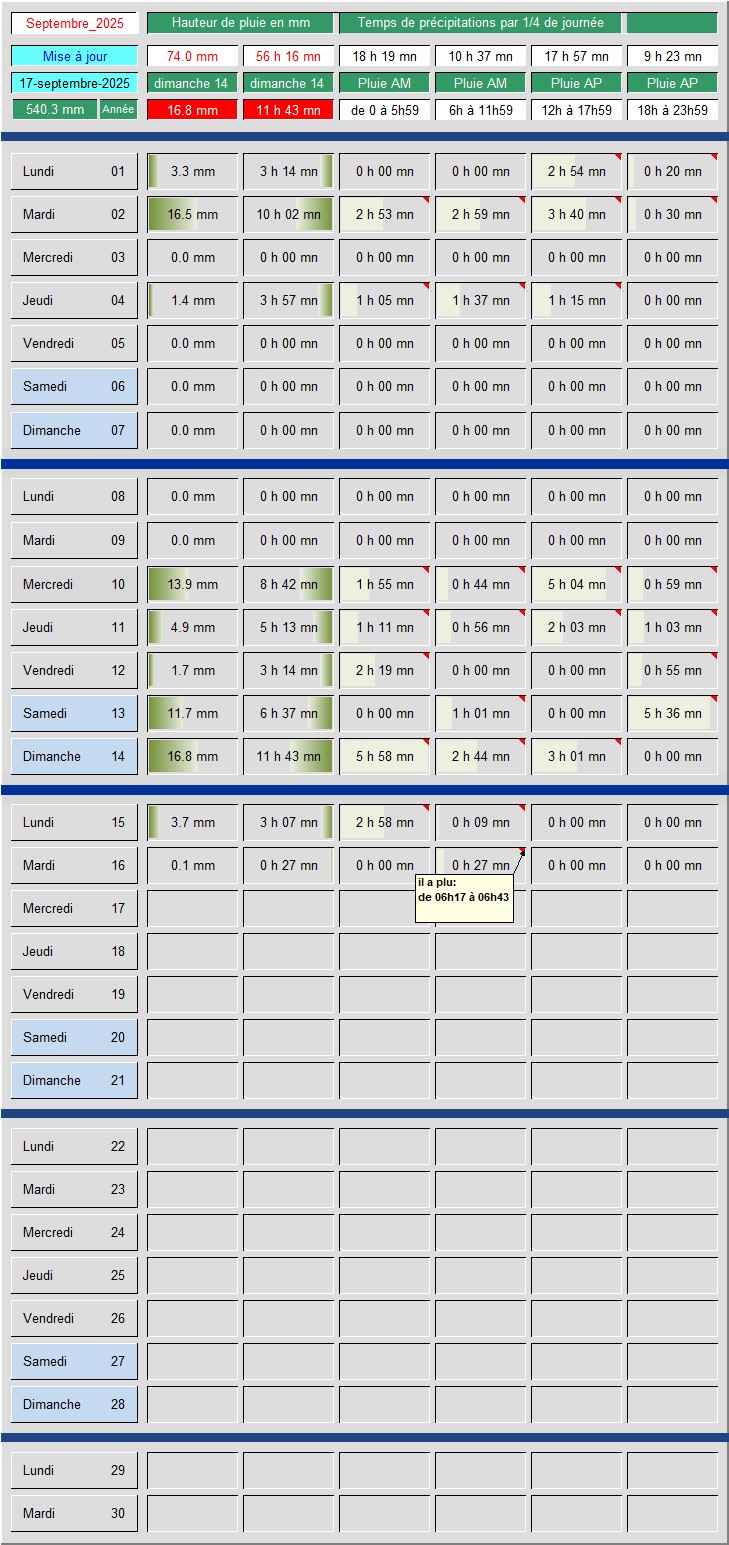 Septembre_2025 Hauteur de pluie en mm Temps de précipitations par 1/4 de journée
Mise à jour 74.0 mm 56 h 16 mn 18 h 19 mn 10 h 37 mn 17 h 57 mn 9 h 23 mn
17-septembre-2025 dimanche 14 dimanche 14 Pluie AM Pluie AM Pluie AP Pluie AP
540.3 mm Année 16.8 mm 11 h 43 mn de 0 à 5h59 6h à 11h59 12h à 17h59 18h à 23h59
Lundi 01 3.3 mm 3 h 14 mn 0 h 00 mn 0 h 00 mn 2 h 54 mn 0 h 20 mn
Mardi 02 16.5 mm 10 h 02 mn 2 h 53 mn 2 h 59 mn 3 h 40 mn 0 h 30 mn
Mercredi 03 0.0 mm 0 h 00 mn 0 h 00 mn 0 h 00 mn 0 h 00 mn 0 h 00 mn
Jeudi 04 1.4 mm 3 h 57 mn 1 h 05 mn 1 h 37 mn 1 h 15 mn 0 h 00 mn
Vendredi 05 0.0 mm 0 h 00 mn 0 h 00 mn 0 h 00 mn 0 h 00 mn 0 h 00 mn
Samedi 06 0.0 mm 0 h 00 mn 0 h 00 mn 0 h 00 mn 0 h 00 mn 0 h 00 mn
Dimanche 07 0.0 mm 0 h 00 mn 0 h 00 mn 0 h 00 mn 0 h 00 mn 0 h 00 mn
Lundi 08 0.0 mm 0 h 00 mn 0 h 00 mn 0 h 00 mn 0 h 00 mn 0 h 00 mn
Mardi 09 0.0 mm 0 h 00 mn 0 h 00 mn 0 h 00 mn 0 h 00 mn 0 h 00 mn
Mercredi 10 13.9 mm 8 h 42 mn 1 h 55 mn 0 h 44 mn 5 h 04 mn 0 h 59 mn
Jeudi 11 4.9 mm 5 h 13 mn 1 h 11 mn 0 h 56 mn 2 h 03 mn 1 h 03 mn
Vendredi 12 1.7 mm 3 h 14 mn 2 h 19 mn 0 h 00 mn 0 h 00 mn 0 h 55 mn
Samedi 13 11.7 mm 6 h 37 mn 0 h 00 mn 1 h 01 mn 0 h 00 mn 5 h 36 mn
Dimanche 14 16.8 mm 11 h 43 mn 5 h 58 mn 2 h 44 mn 3 h 01 mn 0 h 00 mn
Lundi 15 3.7 mm 3 h 07 mn 2 h 58 mn 0 h 09 mn 0 h 00 mn 0 h 00 mn
Mardi 16 0.1 mm 0 h 27 mn 0 h 00 mn 0 h 27 mn 0 h 00 mn 0 h 00 mn
il a plu:
de 06h17 à 06h43
Mercredi 17
Jeudi 18
Vendredi 19
Samedi 20
Dimanche 21
Lundi 22
Mardi 23
Mercredi 24
Jeudi 25
Vendredi 26
Samedi 27
Dimanche 28
Lundi 29
Mardi 30